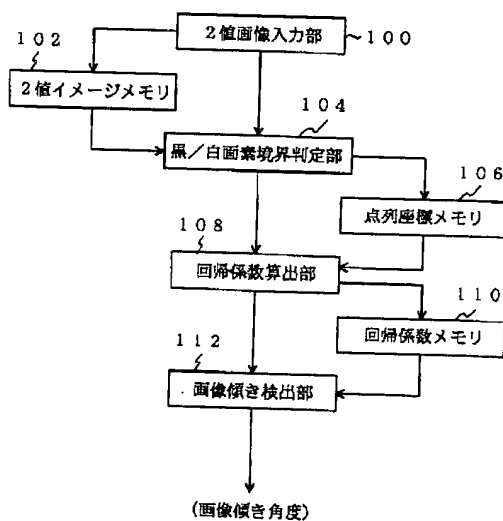 102
2値画像入力部
100
2値イメージメモリ
104
黒/白画素境界判定部
106
点列座標メモリ
108
回帰係数算出部
110
回帰係数メモリ
112
画像傾き検出部
(画像傾き角度)